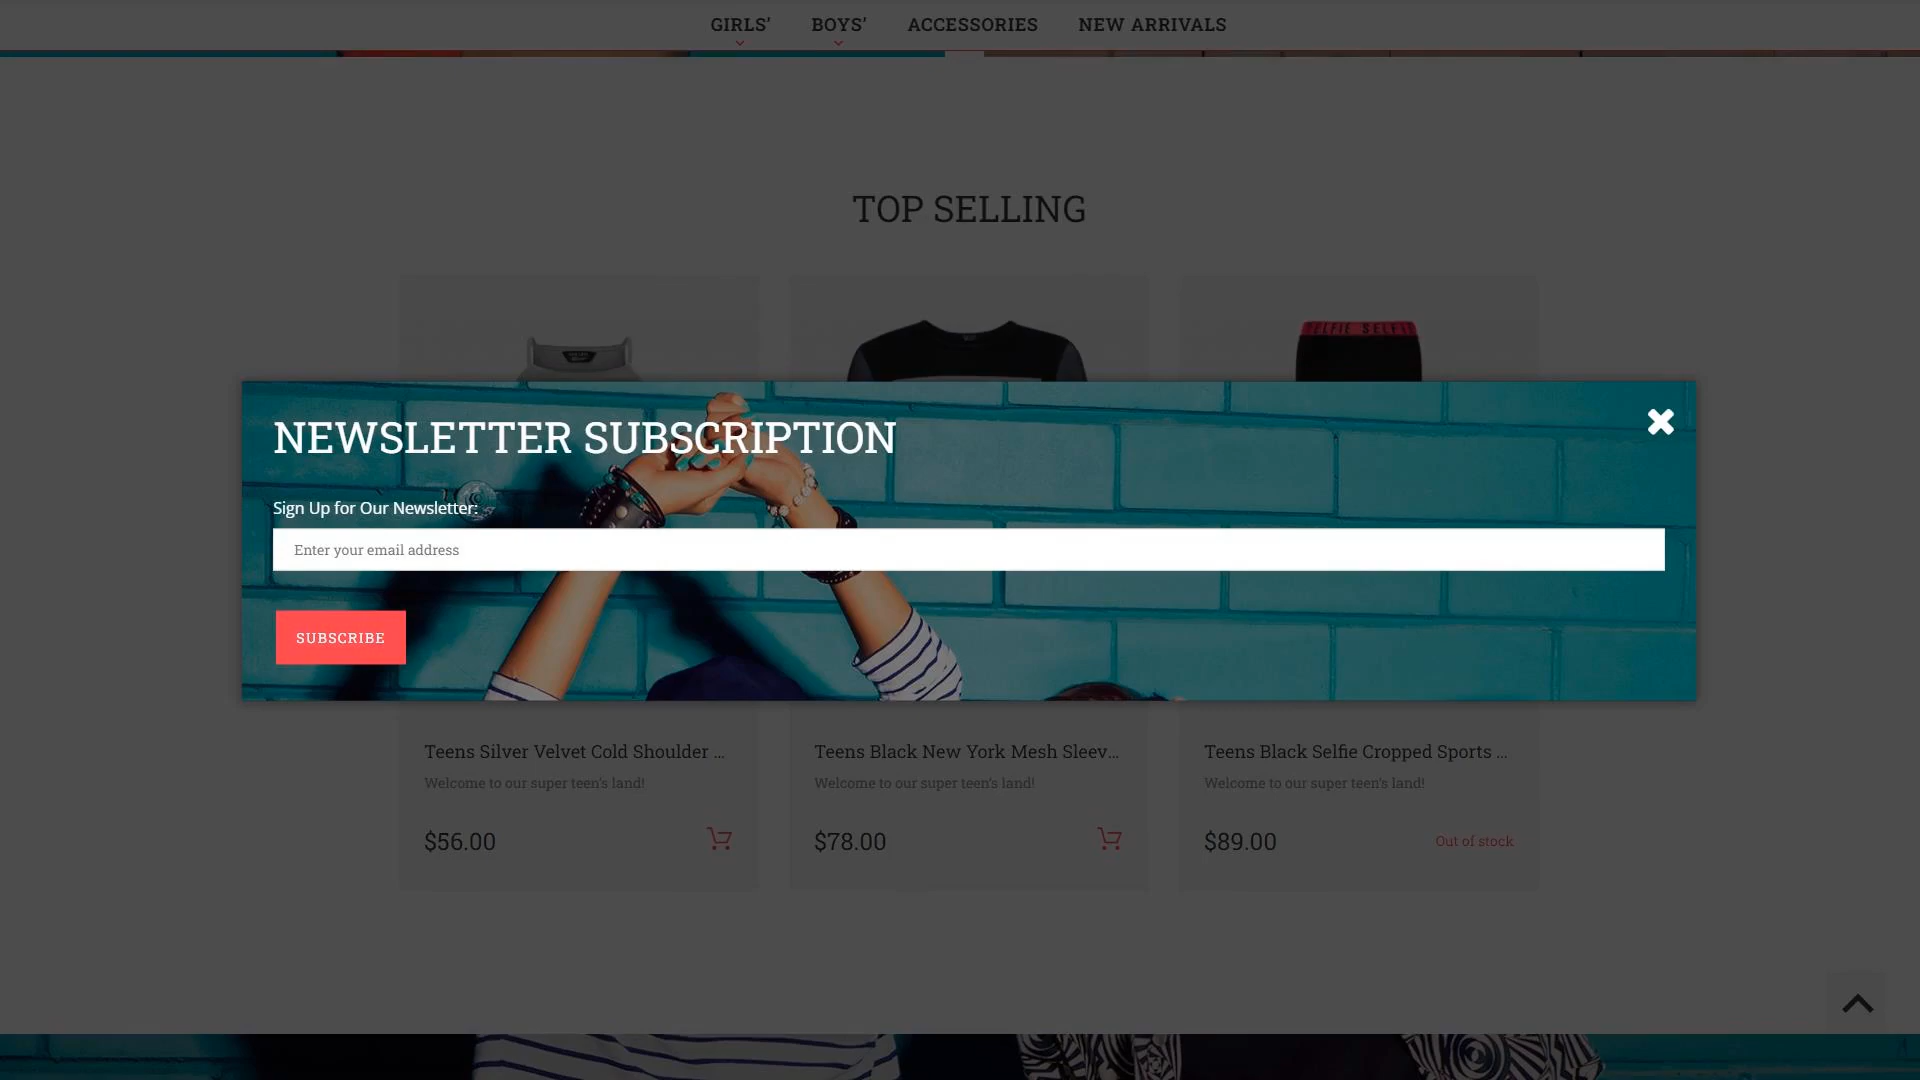 GIRLS’ BOYS’ ACCESSORIES NEW ARRIVALS
TOP SELLING
NEWSLETTER SUBSCRIPTION
Sign Up for Our Newsletter:
Enter your email address
SUBSCRIBE
Teens Silver Velvet Cold Shoulder ...
Welcome to our super teen's land!
$56.00
Teens Black New York Mesh Sleev...
Welcome to our super teen's land!
$78.00
Teens Black Selfie Cropped Sports ...
Welcome to our super teen's land!
$89.00
Out of stock